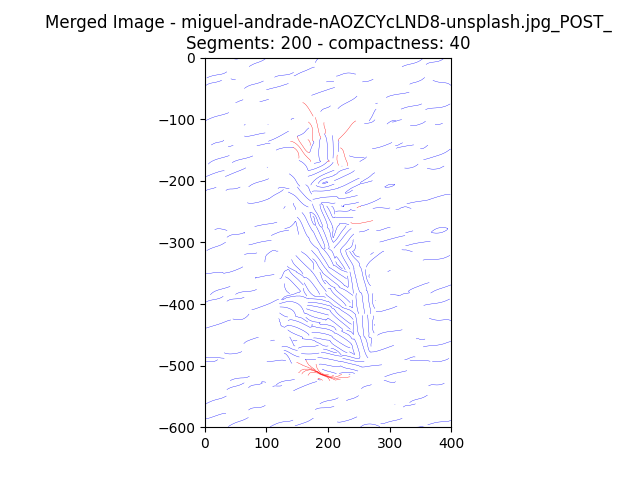 Merged Image - miguel-andrade-nAOZCYcLND8-unsplash.jpg_POST_
Segments: 200 - compactness: 40
0
−100
−200
−300
−400
−500
−600
0 100 200 300 400